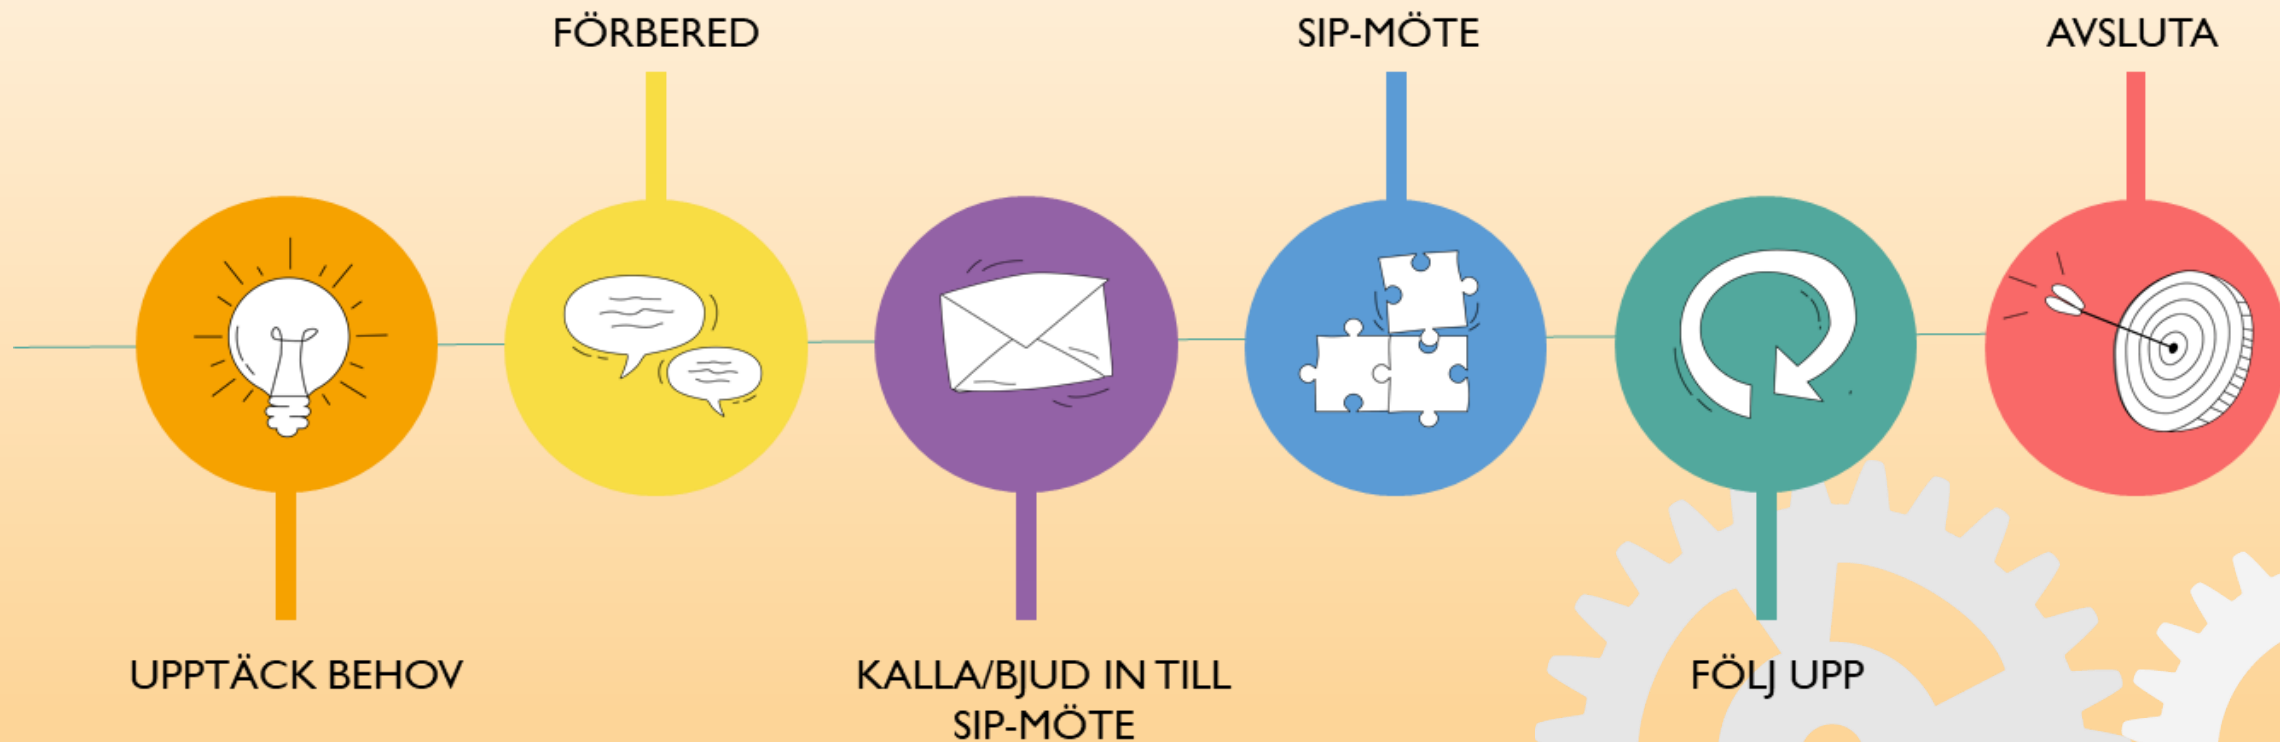 FÖRBERED
SIP-MÖTE
AVSLUTA
UPPTÄCK BEHOV
KALLA/BJUD IN TILL
SIP-MÖTE
FÖLJ UPP